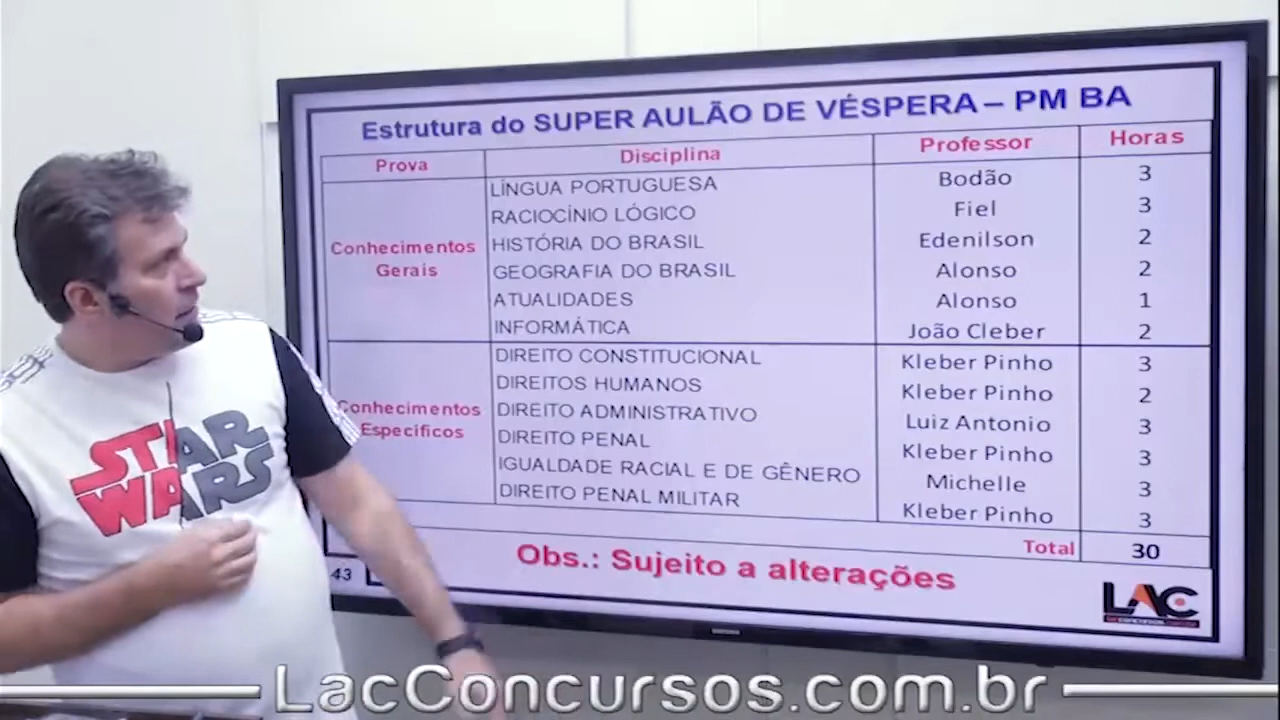 Estrutura do SUPER AULÃO DE VÉSPERA – PM BA
Prova Disciplina Professor Horas
Conhecimentos Gerais
LÍNGUA PORTUGUESA Bodão 3
RACIOCÍNIO LÓGICO Fiel 3
HISTÓRIA DO BRASIL Edenilson 2
GEOGRAFIA DO BRASIL Alonso 2
ATUALIDADES Alonso 1
INFORMÁTICA João Cleber 2
Conhecimentos Específicos
DIREITO CONSTITUCIONAL Kleber Pinho 3
DIREITOS HUMANOS Kleber Pinho 2
DIREITO ADMINISTRATIVO Luiz Antonio 3
DIREITO PENAL Kleber Pinho 3
IGUALDADE RACIAL E DE GÊNERO Michelle 3
DIREITO PENAL MILITAR Kleber Pinho 3
Total 30
Obs.: Sujeito a alterações
43
LAC
STAR
WARS
LacConcursos.com.br